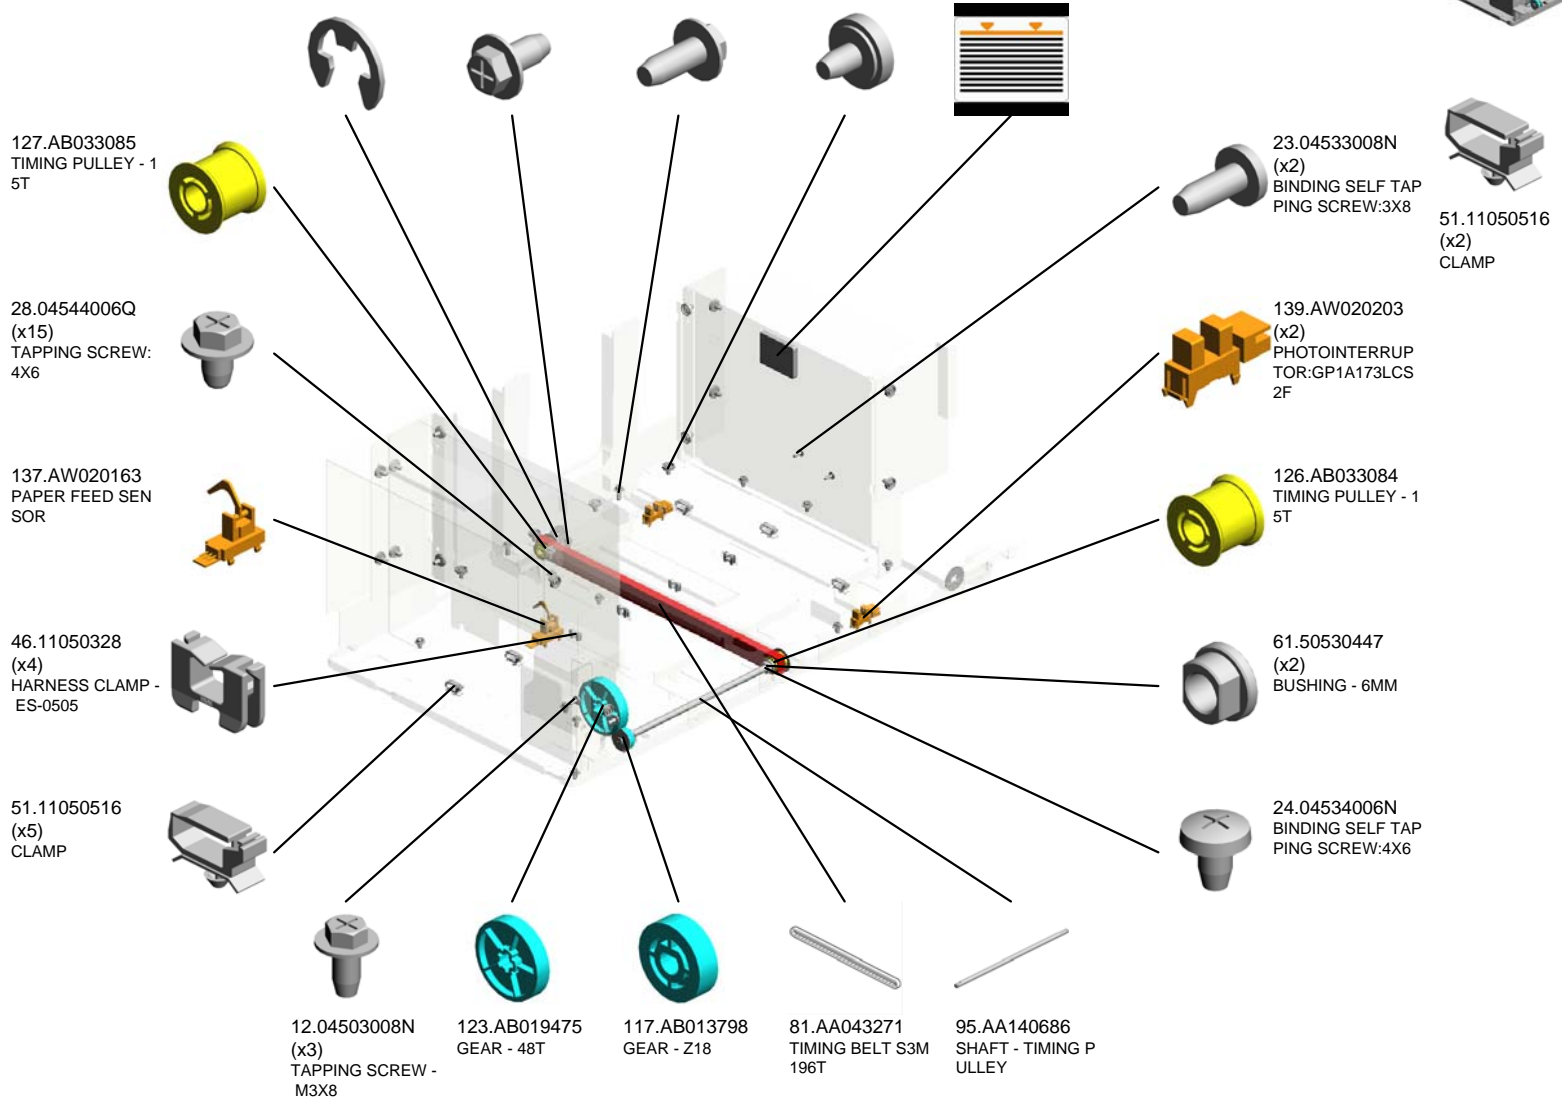 127.AB033085
TIMING PULLEY - 1
5T
28.04544006Q
(x15)
TAPPING SCREW:
4X6
137.AW020163
PAPER FEED SEN
SOR
46.11050328
(x4)
HARNESS CLAMP -
ES-0505
51.11050516
(x5)
CLAMP
12.04503008N
(x3)
TAPPING SCREW -
M3X8
123.AB019475
GEAR - 48T
117.AB013798
GEAR - Z18
81.AA043271
TIMING BELT S3M
196T
95.AA140686
SHAFT - TIMING P
ULLEY
23.04533008N
(x2)
BINDING SELF TAP
PING SCREW:3X8
139.AW020203
(x2)
PHOTOINTERRUP
TOR:GP1A173LCS
2F
126.AB033084
TIMING PULLEY - 1
5T
61.50530447
(x2)
BUSHING - 6MM
24.04534006N
BINDING SELF TAP
PING SCREW:4X6
51.11050516
(x2)
CLAMP